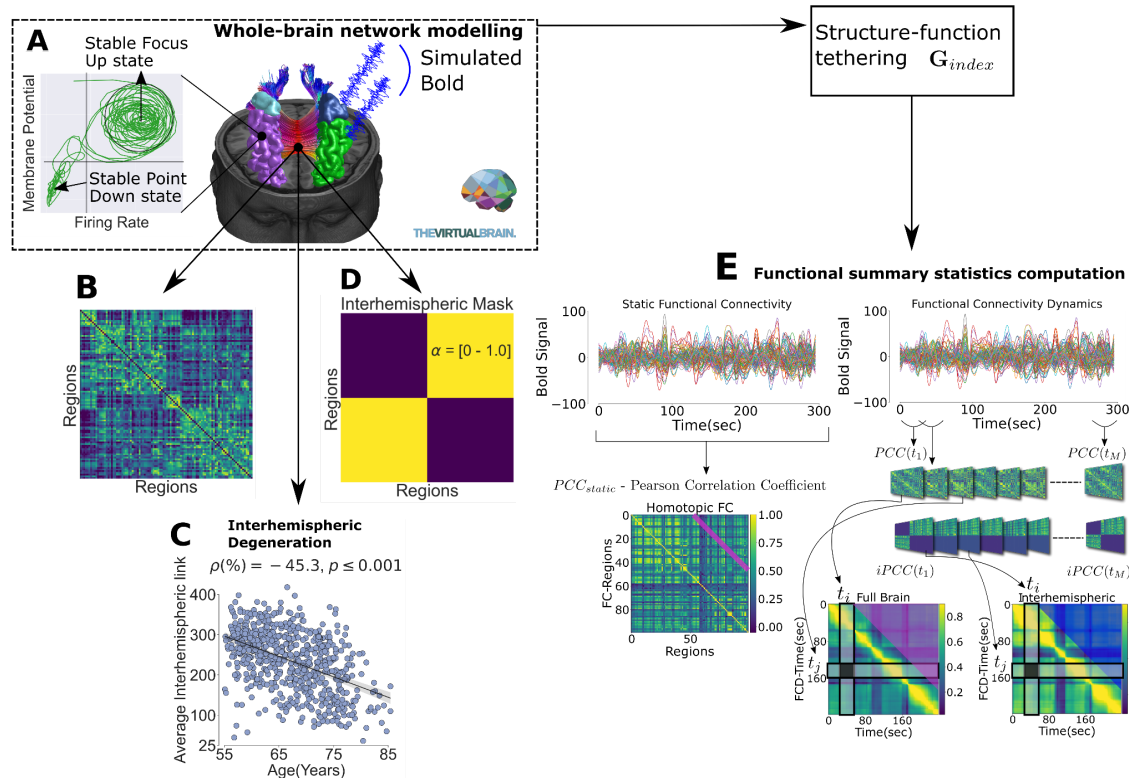 A
Whole-brain network modelling
Stable Focus
Up state
Simulated
Bold
Membrane Potential
Stable Point
Down state
Firing Rate
THEVIRTUALBRAIN.
Structure-function
tethering G_index
B
Regions
Regions
D
Interhemispheric Mask
α = [0 - 1.0]
Regions
Regions
C
Interhemispheric
Degeneration
ρ(%) = − 45.3, p ≤ 0.001
Average Interhemispheric link
400
300
200
100
25
55
65
75
85
Age(Years)
E
Functional summary statistics computation
Static Functional Connectivity
Bold Signal
100
0
−100
0
100
200
300
Time(sec)
PCC_static - Pearson Correlation Coefficient
Homotopic FC
FC-Regions
0
20
40
60
80
0
50
Regions
1.00
0.75
0.50
0.25
0.00
Functional Connectivity Dynamics
Bold Signal
100
0
−100
0
100
200
300
Time(sec)
PCC(t_1)
PCC(t_M)
iPCC(t_1)
iPCC(t_M)
t_i
Full Brain
FCD-Time(sec)
0
80
160
t_j
0
80
160
Time(sec)
0.8
0.6
0.4
0.2
t_i
Interhemispheric
FCD-Time(sec)
0
80
160
t_j
0
80
160
Time(sec)